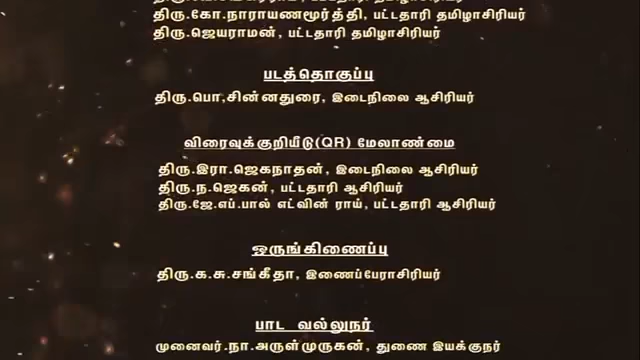 திரு.கோ.நாராயணமூர்த்தி, பட்டதாரி தமிழாசிரியர்
திரு.ஜெயராமன், பட்டதாரி தமிழாசிரியர்
படத்தொகுப்பு
திரு.பொ,சின்னதுரை, இடைநிலை ஆசிரியர்
விரைவுக்குறியீடு(QR) மேலாண்மை
திரு.இரா.ஜெகநாதன், இடைநிலை ஆசிரியர்
திரு.ந.ஜெகன், பட்டதாரி ஆசிரியர்
திரு.ஜே.எப்.பால் எட்வின் ராய், பட்டதாரி ஆசிரியர்
ஒருங்கிணைப்பு
திரு.க.சு.சங்கீதா, இணைப்பேராசிரியர்
பாட வல்லுநர்
முனைவர்.நா.அருள்முருகன், துணை இயக்குநர்